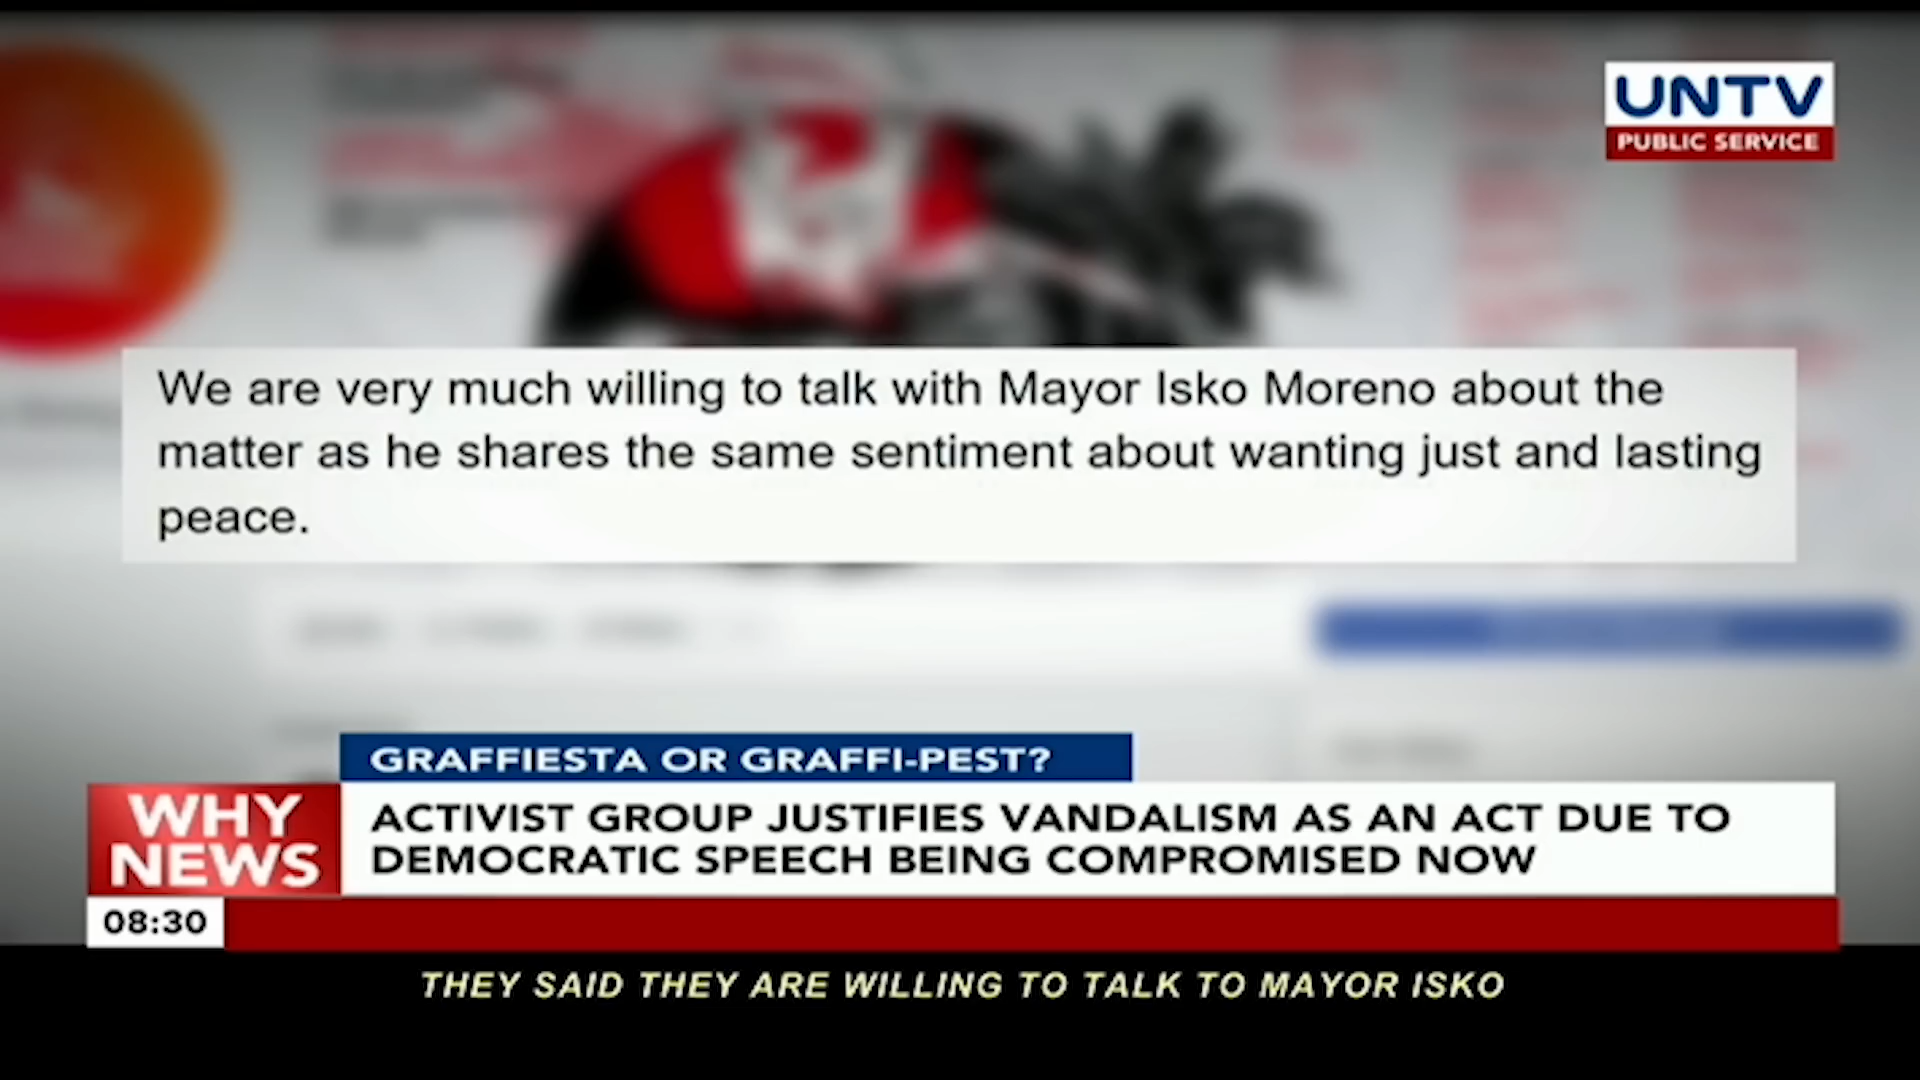 UNTV
PUBLIC SERVICE
We are very much willing to talk with Mayor Isko Moreno about the
matter as he shares the same sentiment about wanting just and lasting
peace.
GRAFFIESTA OR GRAFFI-PEST?
WHY
NEWS
ACTIVIST GROUP JUSTIFIES VANDALISM AS AN ACT DUE TO
DEMOCRATIC SPEECH BEING COMPROMISED NOW
08:30
THEY SAID THEY ARE WILLING TO TALK TO MAYOR ISKO